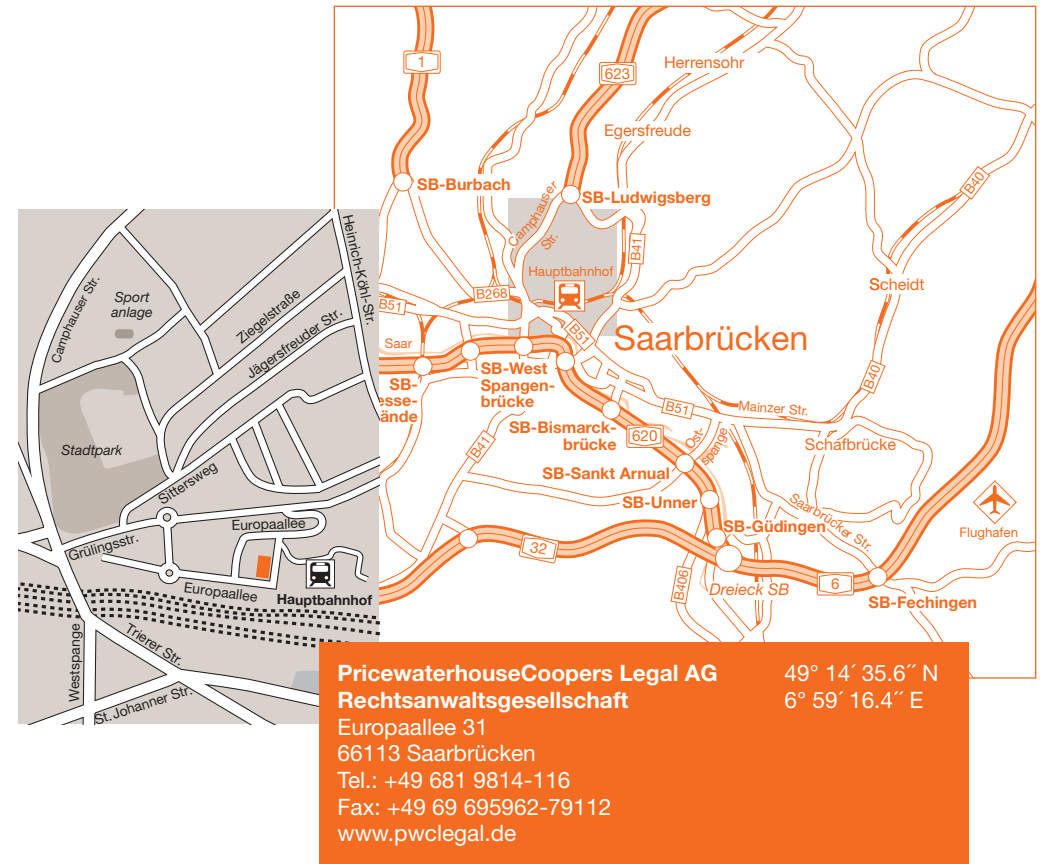 1
623
Herrensohr
Egersfreude
SB-Burbach
SB-Ludwigsberg
B40
Camphauser
Str.
B41
Hauptbahnhof
B268
B51
Scheidt
Saar
B51
Saarbrücken
SB-
esse-
ände
SB-West
Spangen-
brücke
B40
B51
Mainzer Str.
SB-Bismarck-
brücke
620
Ost-
spange
Schafbrücke
B41
SB-Sankt Arnual
SB-Unner
Saarbrücker Str.
SB-Güdingen
Flughafen
32
B406
Dreieck SB
6
SB-Fechingen
Camphauser Str.
Sport
anlage
Heinrich-Köhl-Str.
Ziegelstraße
Jägersfreuder Str.
Stadtpark
Sittersweg
Europaallee
Grülingsstr.
Europaallee
Hauptbahnhof
Westspange
Trierer Str.
St. Johanner Str.
PricewaterhouseCoopers Legal AG
Rechtsanwaltsgesellschaft
Europaallee 31
66113 Saarbrücken
Tel.: +49 681 9814-116
Fax: +49 69 695962-79112
www.pwclegal.de
49° 14´ 35.6´´ N
6° 59´ 16.4´´ E